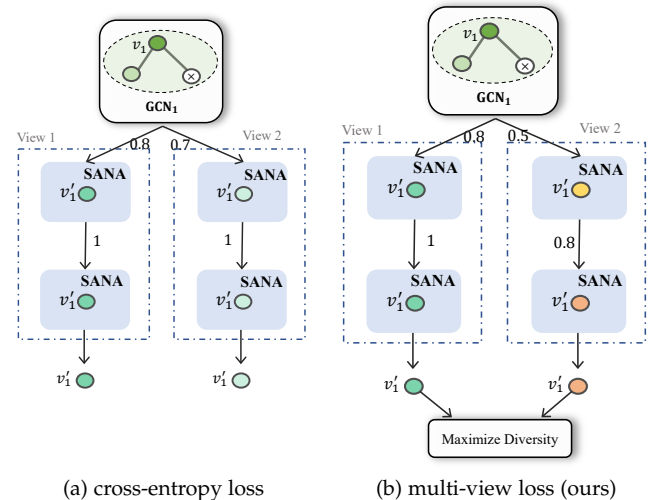 v₁
GCN₁
View 1
0.8
0.7
View 2
SANA
v′₁
SANA
v′₁
1
1
SANA
v′₁
SANA
v′₁
v′₁
v′₁
(a) cross-entropy loss
v₁
GCN₁
View 1
0.8
0.5
View 2
SANA
v′₁
SANA
v′₁
1
0.8
SANA
v′₁
SANA
v′₁
v′₁
v′₁
Maximize Diversity
(b) multi-view loss (ours)